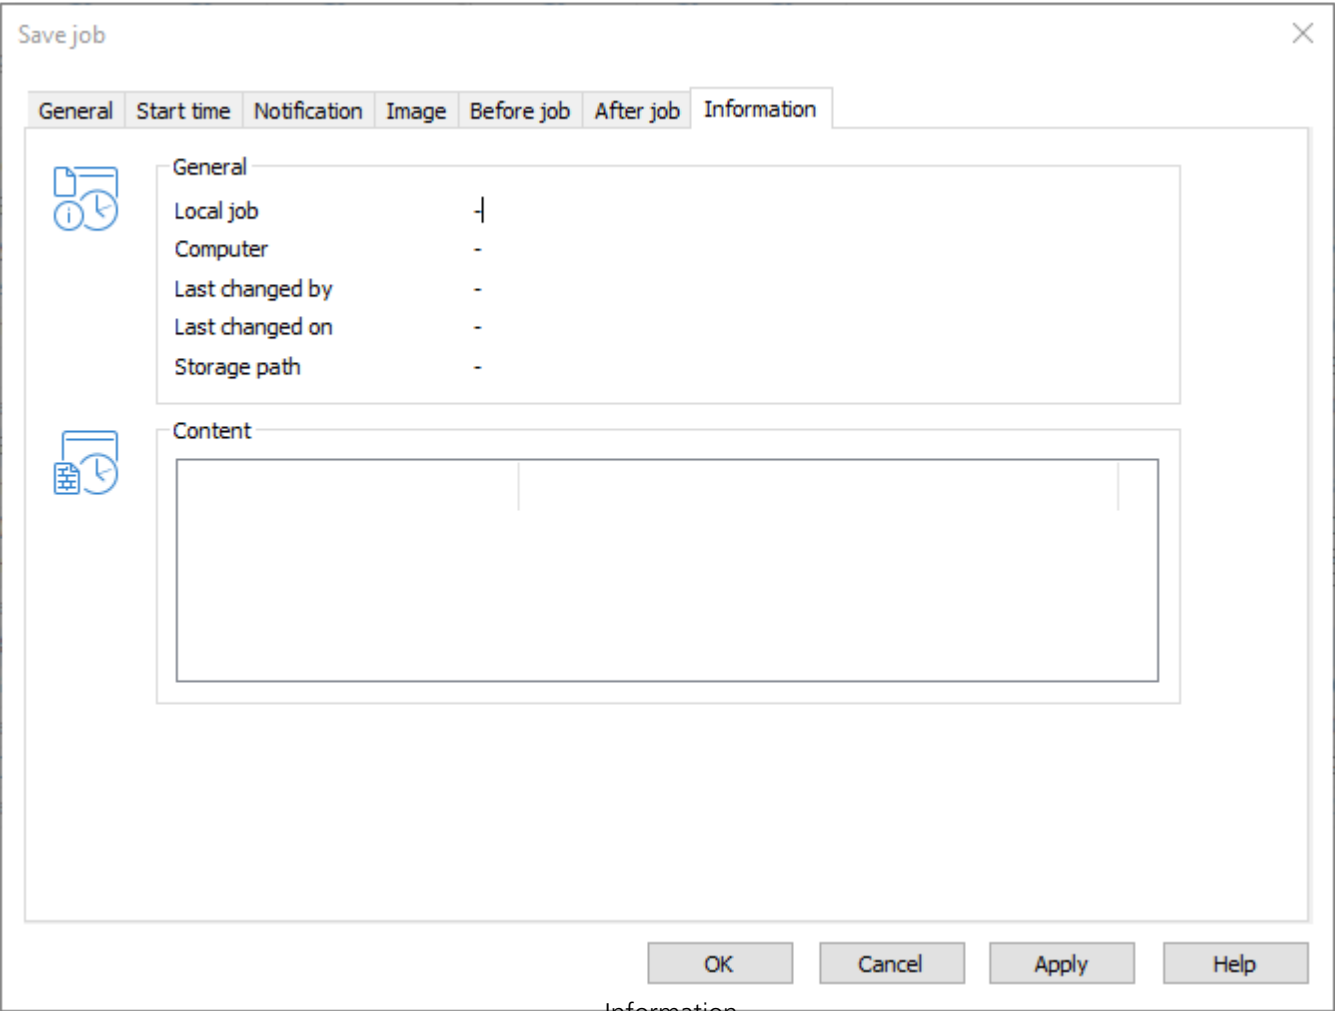 Save job
General Start time Notification Image Before job After job Information
General
Local job -
Computer -
Last changed by -
Last changed on -
Storage path -
Content
OK Cancel Apply Help
Information